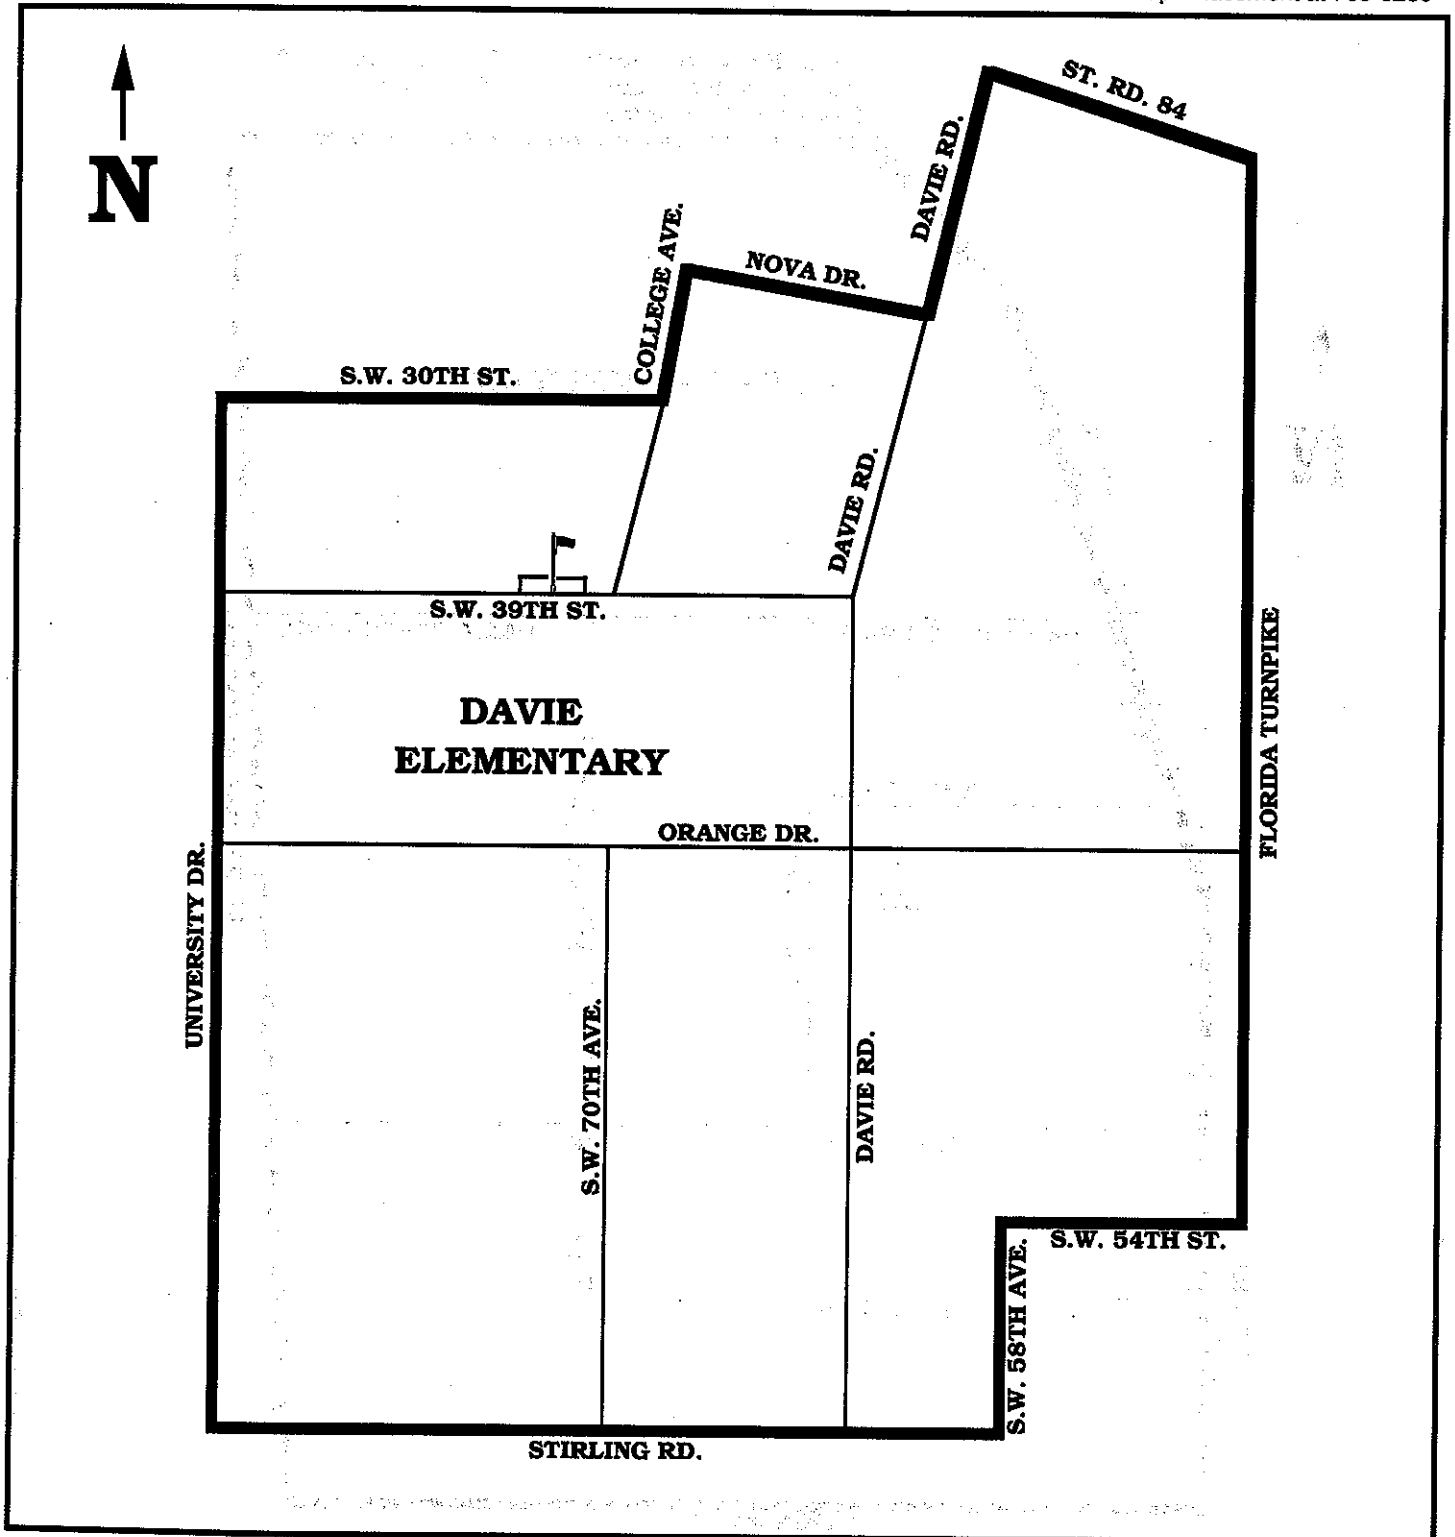 ST. RD. 84
DAVIE RD.
N
COLLEGE AVE.
NOVA DR.
S.W. 30TH ST.
DAVIE RD.
S.W. 39TH ST.
DAVIE
ELEMENTARY
FLORIDA TURNPIKE
ORANGE DR.
UNIVERSITY DR.
S.W. 70TH AVE.
DAVIE RD.
S.W. 54TH ST.
S.W. 58TH AVE.
STIRLING RD.